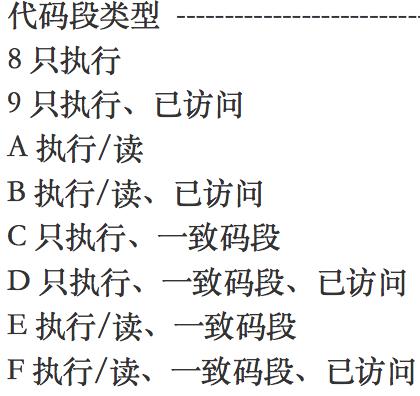 代码段类型 --------------------------
8 只执行
9 只执行、已访问
A 执行/读
B 执行/读、已访问
C 只执行、一致码段
D 只执行、一致码段、已访问
E 执行/读、一致码段
F 执行/读、一致码段、已访问